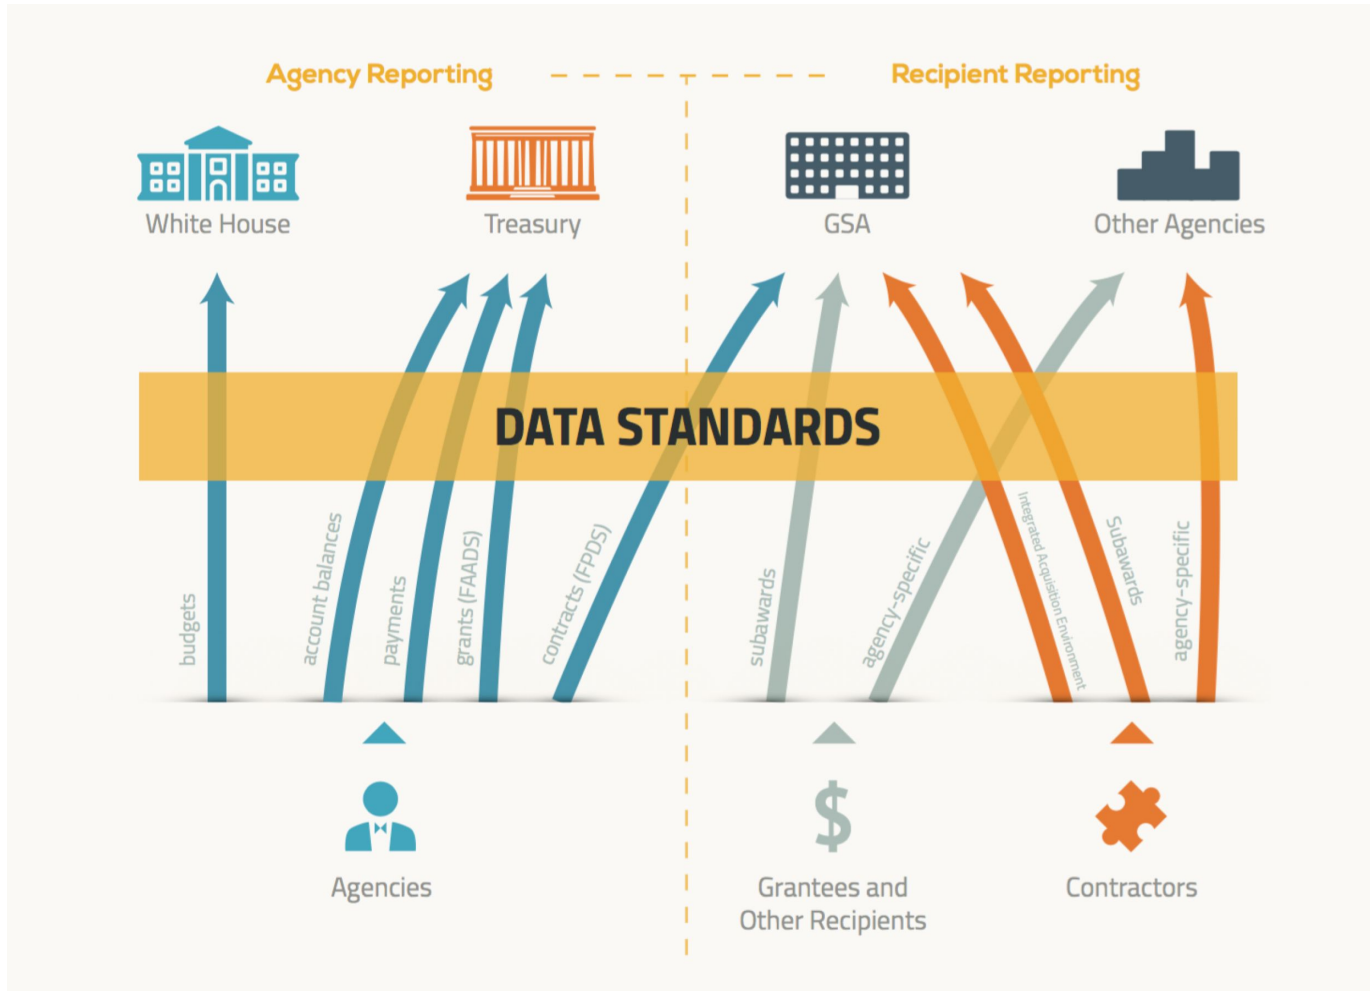 Agency Reporting
Recipient Reporting
White House
Treasury
GSA
Other Agencies
DATA STANDARDS
budgets
account balances
payments
grants (FAADS)
contracts (FPDS)
subawards
agency-specific
Integrated Acquisition Environment
Subawards
agency-specific
Agencies
$
Grantees and
Other Recipients
Contractors